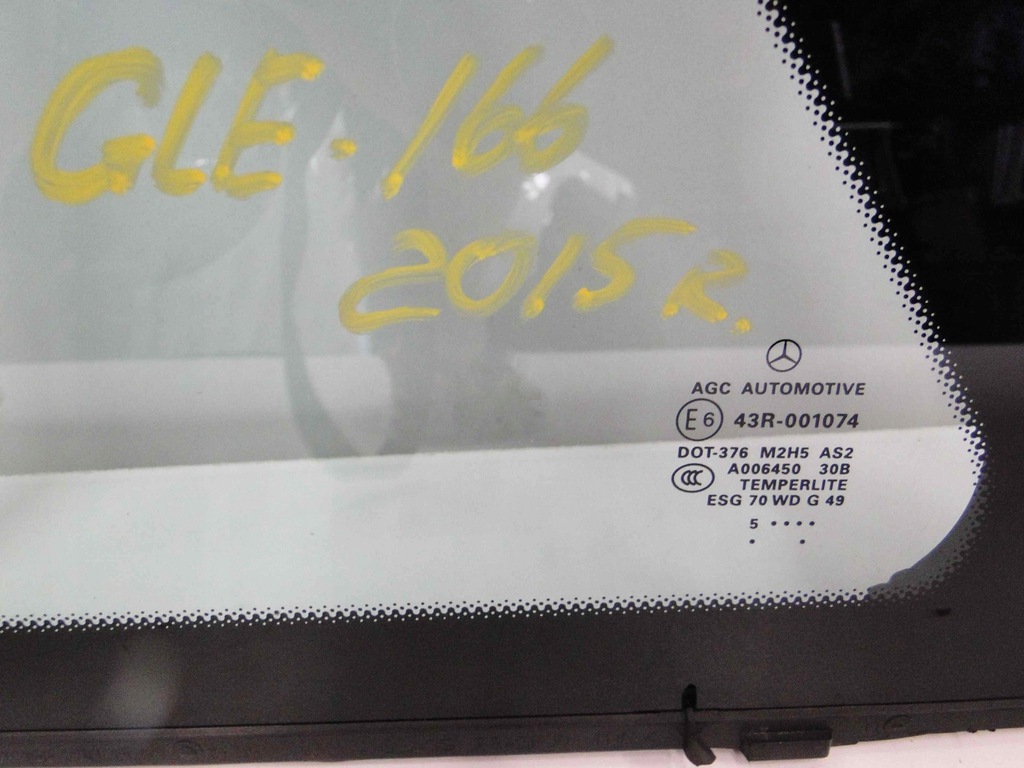 GLE-166
2015 R.
AGC AUTOMOTIVE
E6 43R-001074
DOT-376 M2H5 AS2
CCC A006450 30B
TEMPERLITE
ESG 70 WD G 49
5 ••••
• •